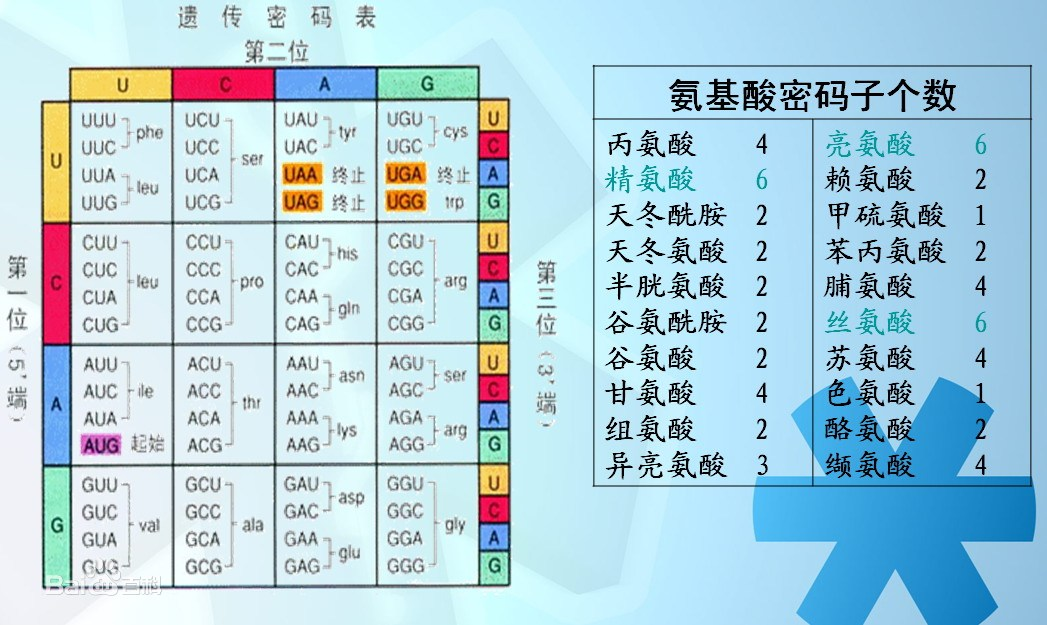 遗传密码表
第二位
U C A G
第一位（5'端）
第三位（3'端）
U
UUU UCU UAU UGU U
phe tyr cys
UUC UCC UAC UGC C
ser
UUA UCA UAA 终止 UGA 终止 A
leu
UUG UCG UAG 终止 UGG trp G
C
CUU CCU CAU CGU U
his
CUC CCC CAC CGC C
leu pro arg
CUA CCA CAA CGA A
gln
CUG CCG CAG CGG G
A
AUU ACU AAU AGU U
asn ser
AUC ile ACC AAC AGC C
thr
AUA ACA AAA AGA A
lys arg
AUG 起始 ACG AAG AGG G
G
GUU GCU GAU GGU U
asp
GUC GCC GAC GGC C
val ala gly
GUA GCA GAA GGA A
glu
GUG GCG GAG GGG G
Bai du 百科
氨基酸密码子个数
丙氨酸 4 亮氨酸 6
精氨酸 6 赖氨酸 2
天冬酰胺 2 甲硫氨酸 1
天冬氨酸 2 苯丙氨酸 2
半胱氨酸 2 脯氨酸 4
谷氨酰胺 2 丝氨酸 6
谷氨酸 2 苏氨酸 4
甘氨酸 4 色氨酸 1
组氨酸 2 酪氨酸 2
异亮氨酸 3 缬氨酸 4